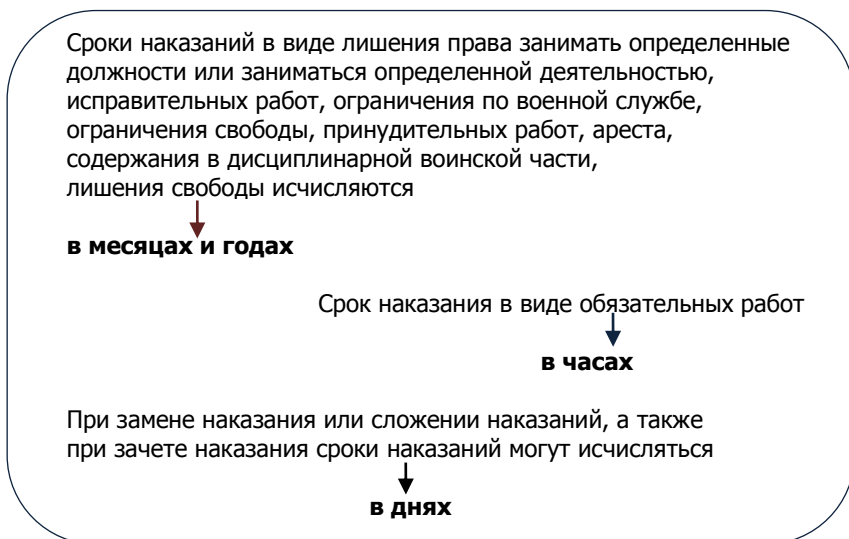 Сроки наказаний в виде лишения права занимать определенные
должности или заниматься определенной деятельностью,
исправительных работ, ограничения по военной службе,
ограничения свободы, принудительных работ, ареста,
содержания в дисциплинарной воинской части,
лишения свободы исчисляются
в месяцах и годах
Срок наказания в виде обязательных работ
в часах
При замене наказания или сложении наказаний, а также
при зачете наказания сроки наказаний могут исчисляться
в днях